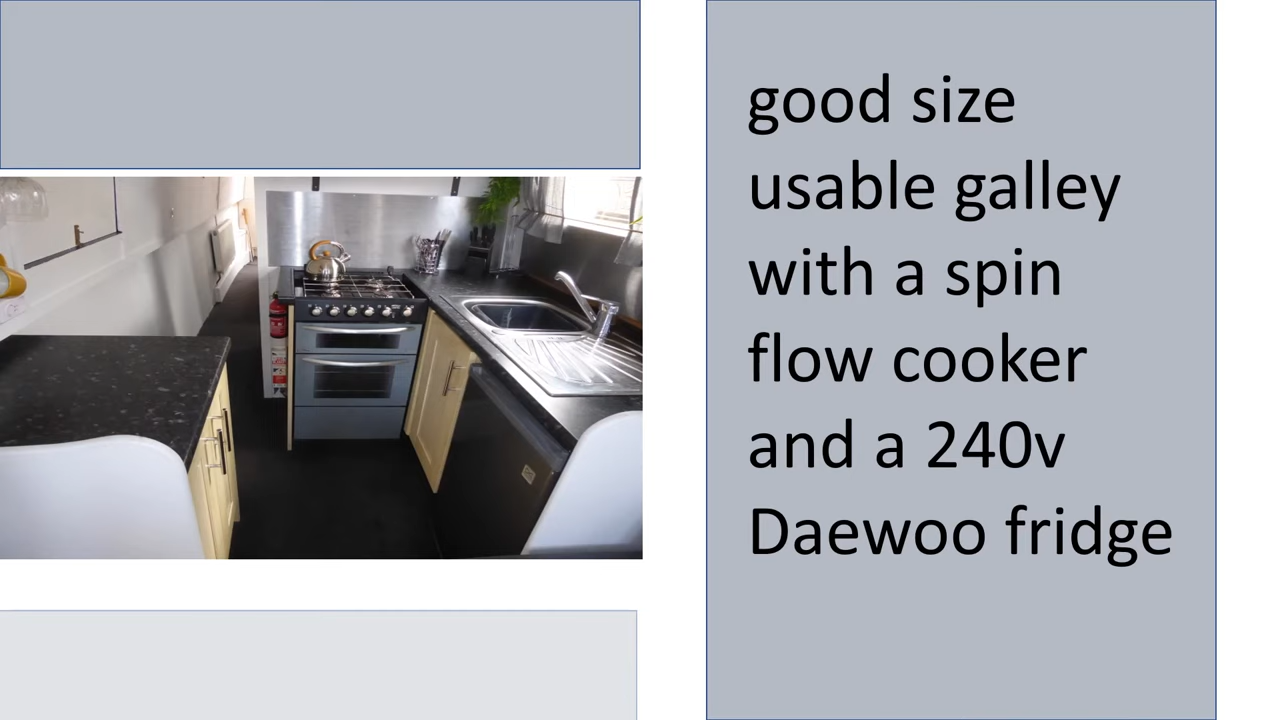 good size
usable galley
with a spin
flow cooker
and a 240v
Daewoo fridge